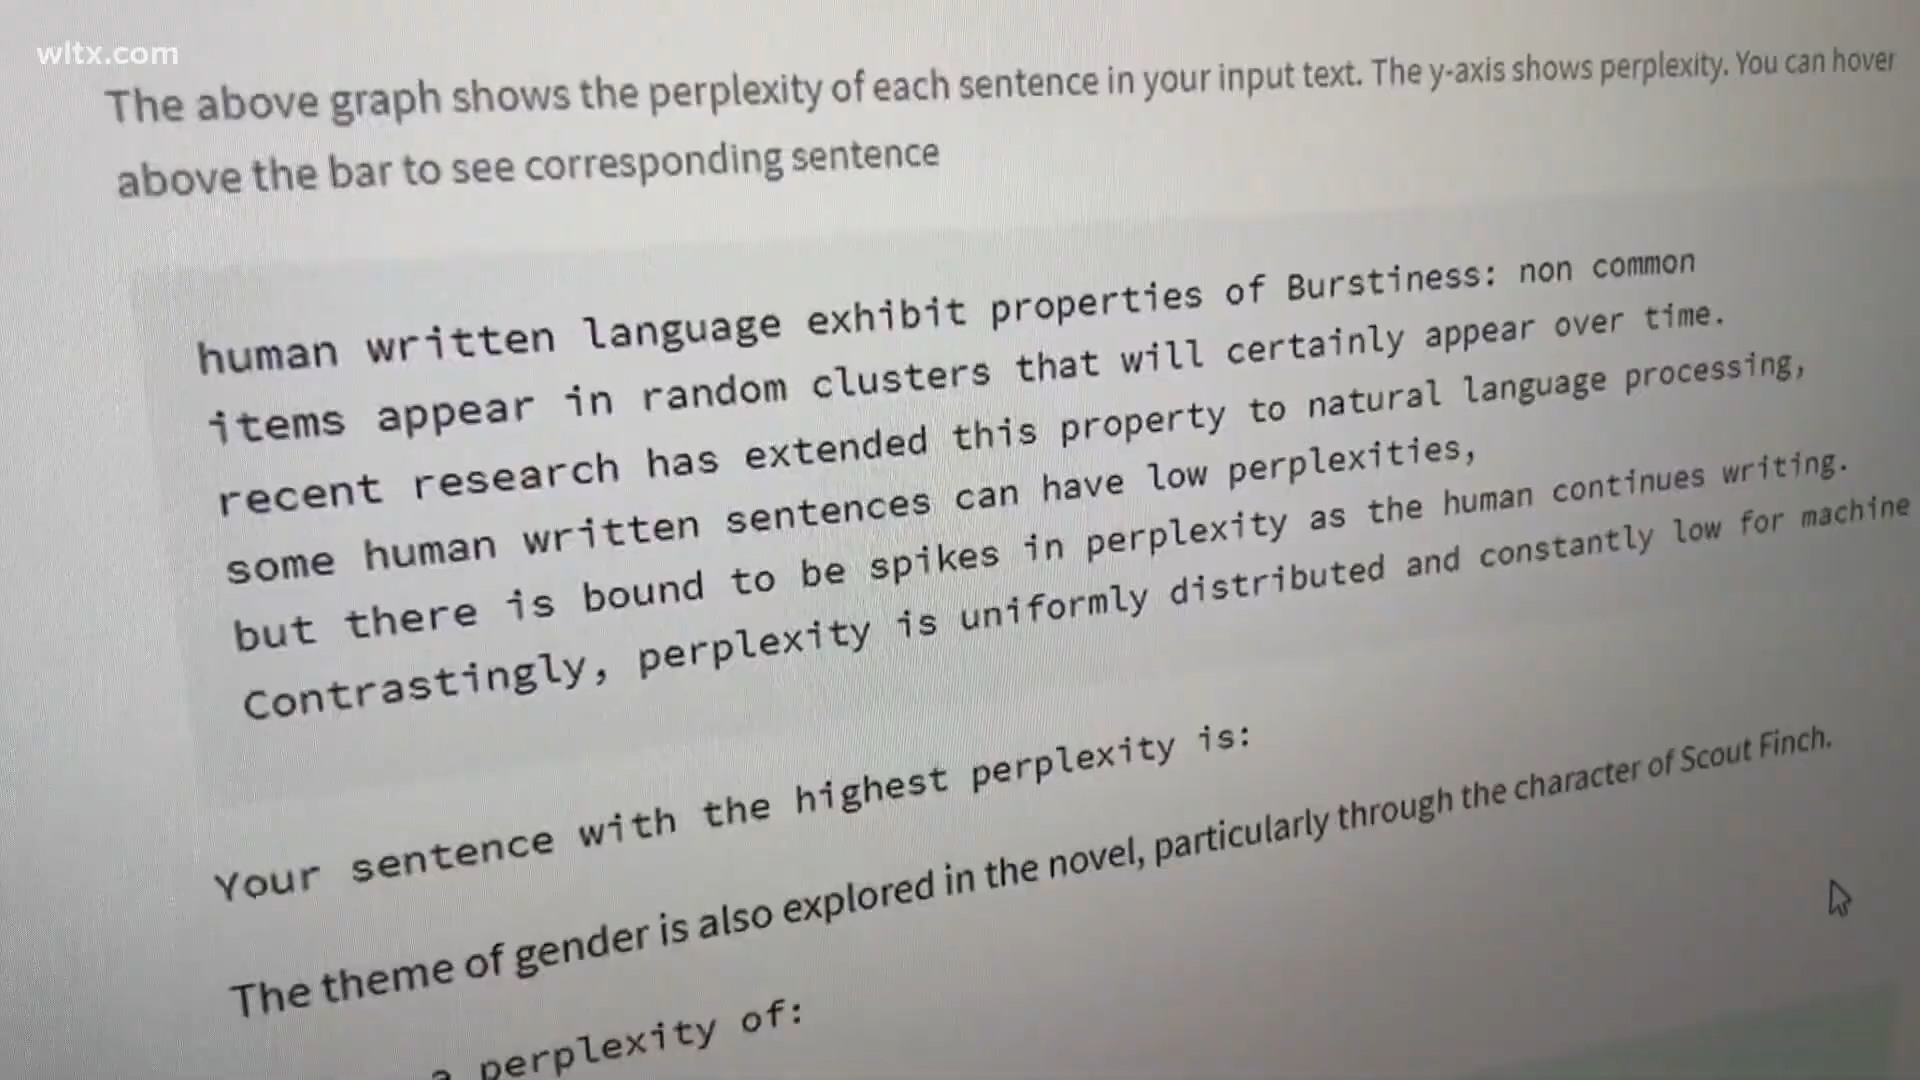 wltx.com
The above graph shows the perplexity of each sentence in your input text. The y-axis shows perplexity. You can hover
above the bar to see corresponding sentence
human written language exhibit properties of Burstiness: non common
items appear in random clusters that will certainly appear over time.
recent research has extended this property to natural language processing,
some human written sentences can have low perplexities,
but there is bound to be spikes in perplexity as the human continues writing.
Contrastingly, perplexity is uniformly distributed and constantly low for machine
Your sentence with the highest perplexity is:
The theme of gender is also explored in the novel, particularly through the character of Scout Finch.
a perplexity of: